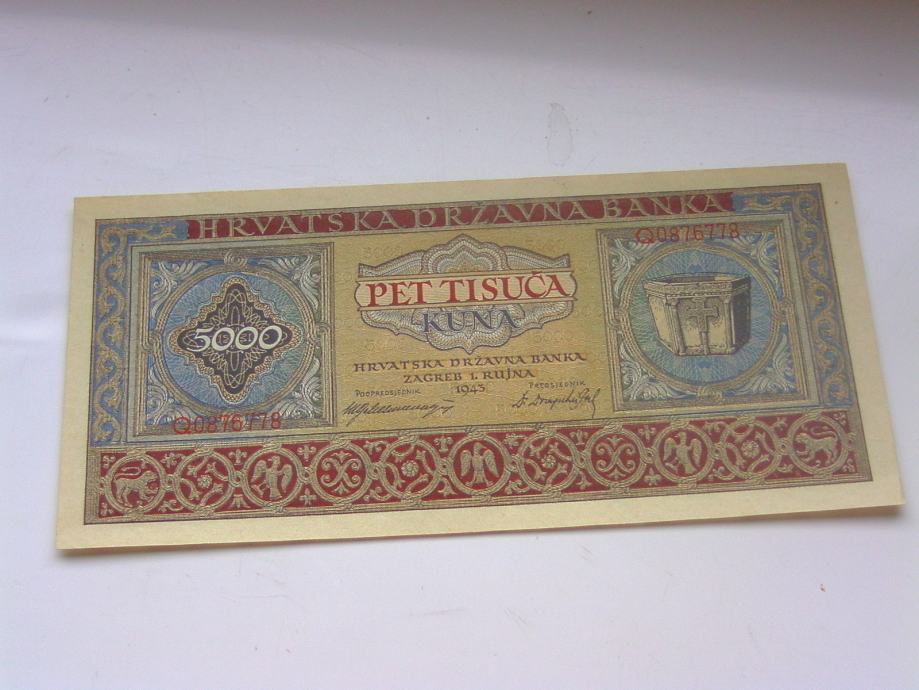 HRVATSKA DRŽAVNA BANKA
Q0876778
PET TISUĆA
KUNA
5000
HRVATSKA DRŽAVNA BANKA
ZAGREB 1. RUJNA
1943
PODPREDSJEDNIK
PREDSJEDNIK
Q0876778